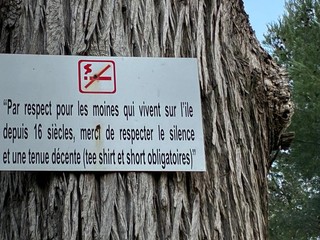 "Par respect pour les moines qui vivent sur l'île
depuis 16 siècles, merci de respecter le silence
et une tenue décente (tee shirt et short obligatoires)"